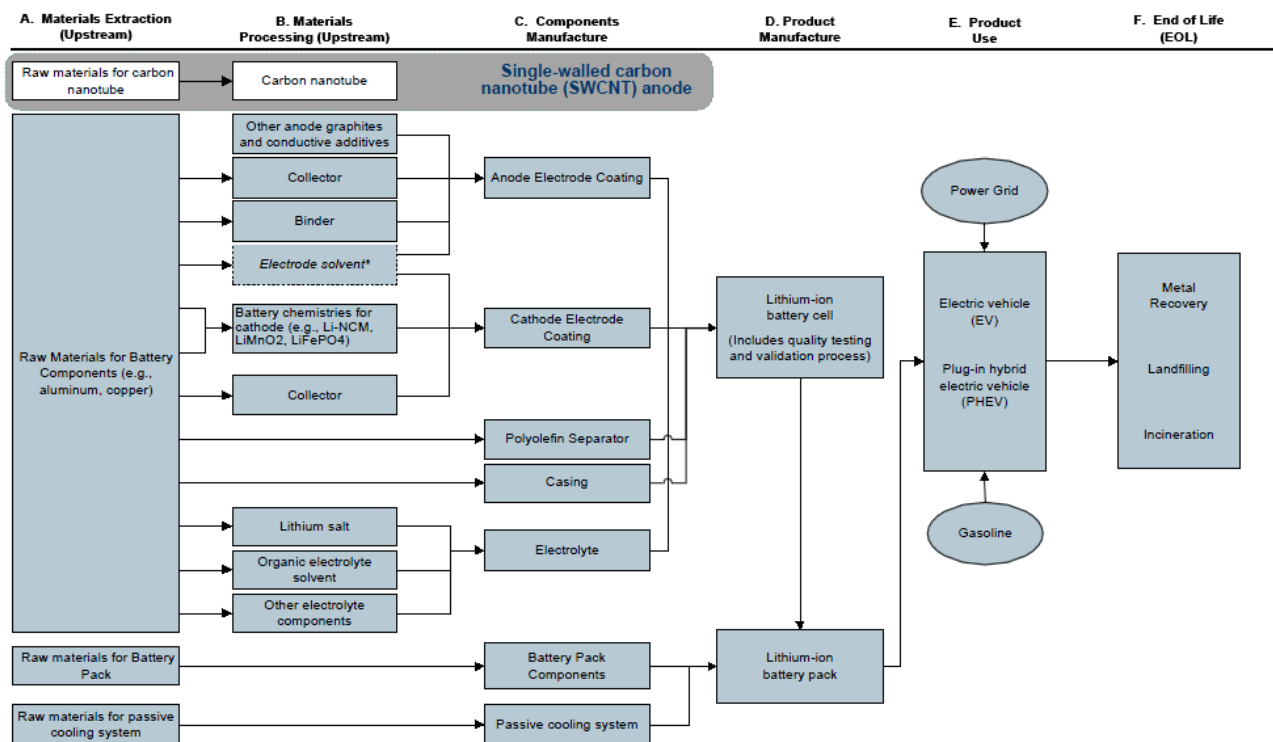 A. Materials Extraction
(Upstream)
B. Materials
Processing (Upstream)
C. Components
Manufacture
D. Product
Manufacture
E. Product
Use
F. End of Life
(EOL)
Raw materials for carbon
nanotube
Carbon nanotube
Single-walled carbon
nanotube (SWCNT) anode
Other anode graphites
and conductive additives
Collector
Anode Electrode Coating
Binder
Electrode solvent*
Battery chemistries for
cathode (e.g., Li-NCM,
LiMnO2, LiFePO4)
Cathode Electrode
Coating
Raw Materials for Battery
Components (e.g.,
aluminum, copper)
Collector
Polyolefin Separator
Casing
Lithium salt
Organic electrolyte
solvent
Other electrolyte
components
Electrolyte
Lithium-ion
battery cell
(Includes quality testing
and validation process)
Power Grid
Electric vehicle
(EV)
Plug-in hybrid
electric vehicle
(PHEV)
Gasoline
Metal
Recovery
Landfilling
Incineration
Raw materials for Battery
Pack
Battery Pack
Components
Lithium-ion
battery pack
Raw materials for passive
cooling system
Passive cooling system